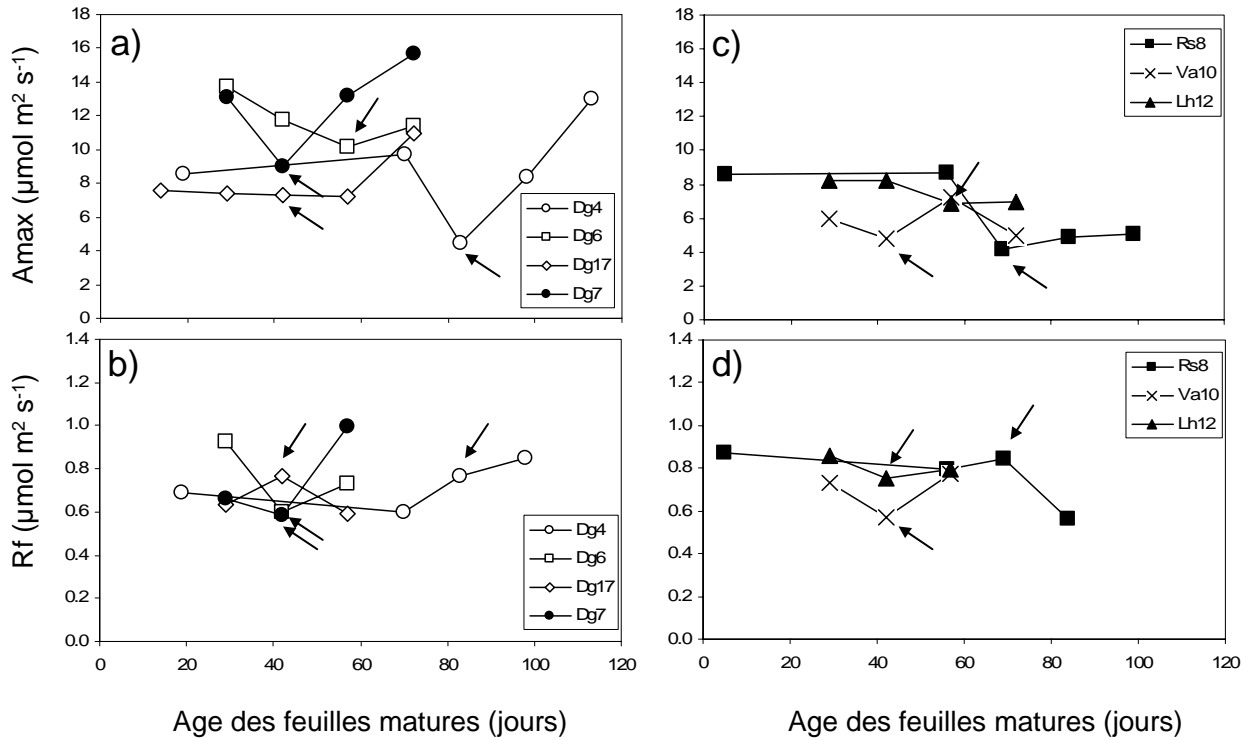 a)
Amax (µmol m² s⁻¹)
18
16
14
12
10
8
6
4
2
0
Dg4
Dg6
Dg17
Dg7
c)
18
16
14
12
10
8
6
4
2
0
Rs8
Va10
Lh12
b)
Rf (µmol m² s⁻¹)
1.4
1.2
1.0
0.8
0.6
0.4
0.2
0.0
Dg4
Dg6
Dg17
Dg7
0 20 40 60 80 100 120
Age des feuilles matures (jours)
d)
1.4
1.2
1.0
0.8
0.6
0.4
0.2
0.0
Rs8
Va10
Lh12
0 20 40 60 80 100 120
Age des feuilles matures (jours)